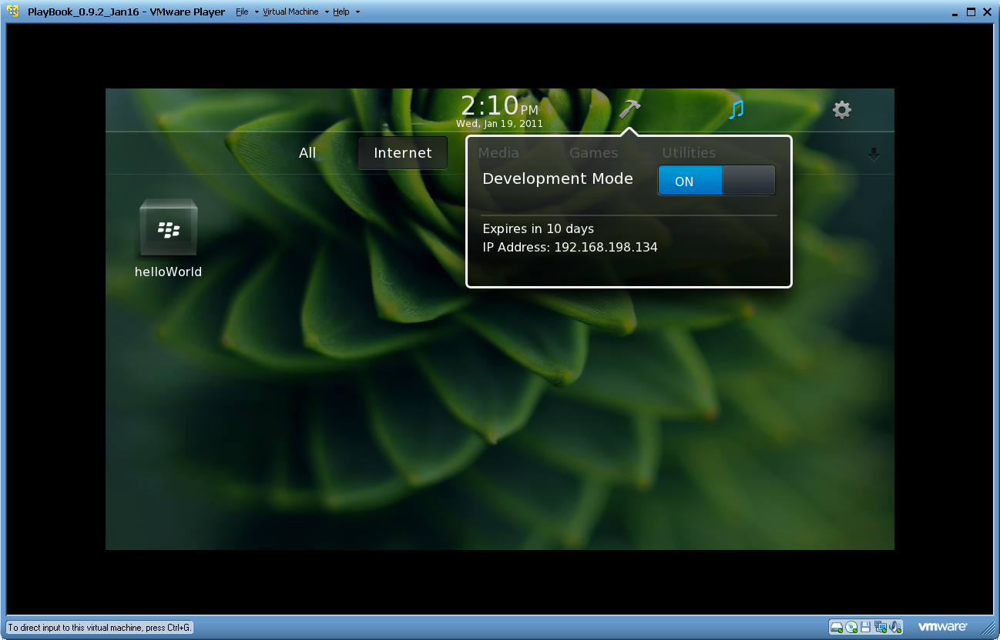 PlayBook_0.9.2_Jan16 - VMware Player File Virtual Machine Help
2:10 PM
Wed, Jan 19, 2011
All Internet Media Games Utilities
Development Mode ON
Expires in 10 days
IP Address: 192.168.198.134
helloWorld
To direct input to this virtual machine, press Ctrl+G.
vmware